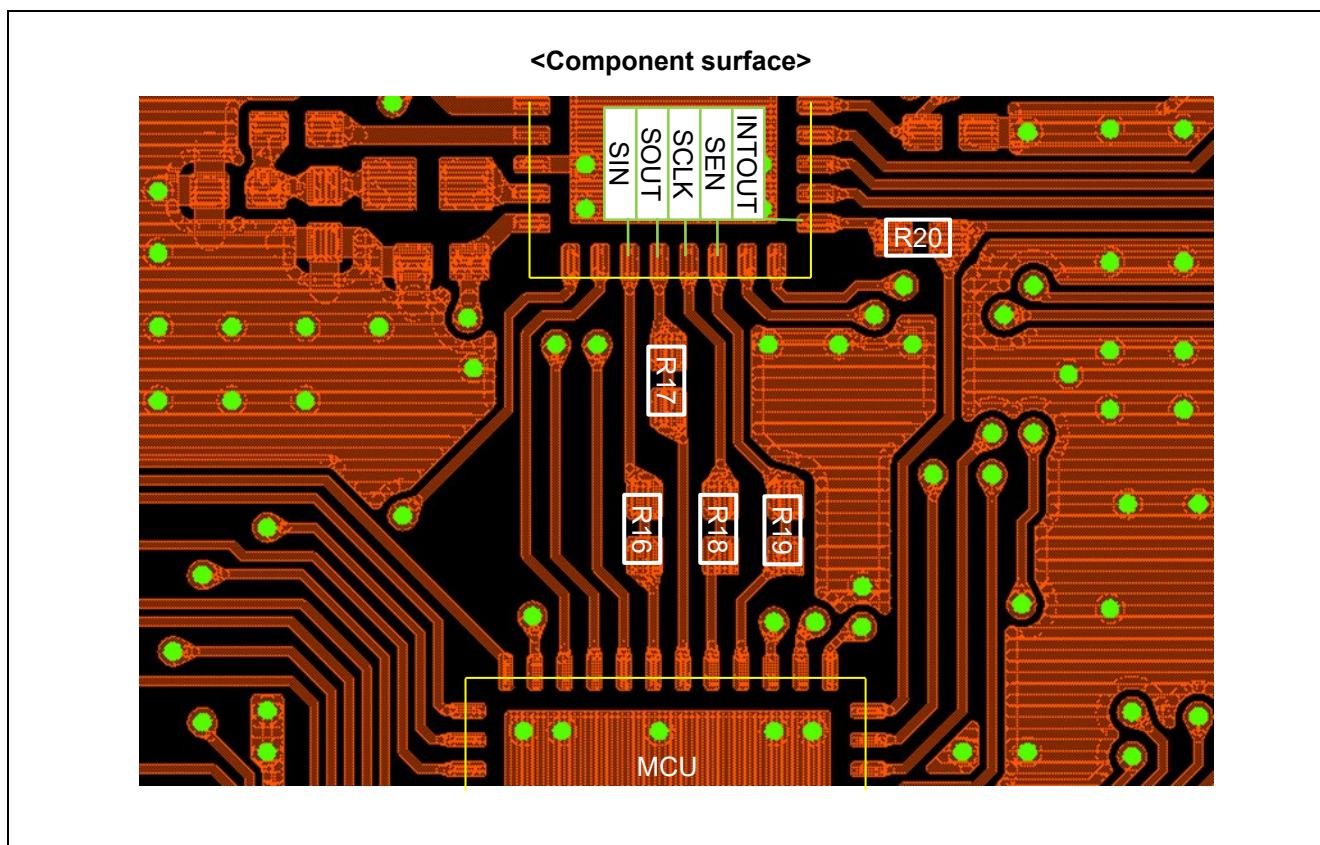 <Component surface>
SIN
SOUT
SCLK
SEN
INTOUT
R20
R17
R16
R18
R19
MCU